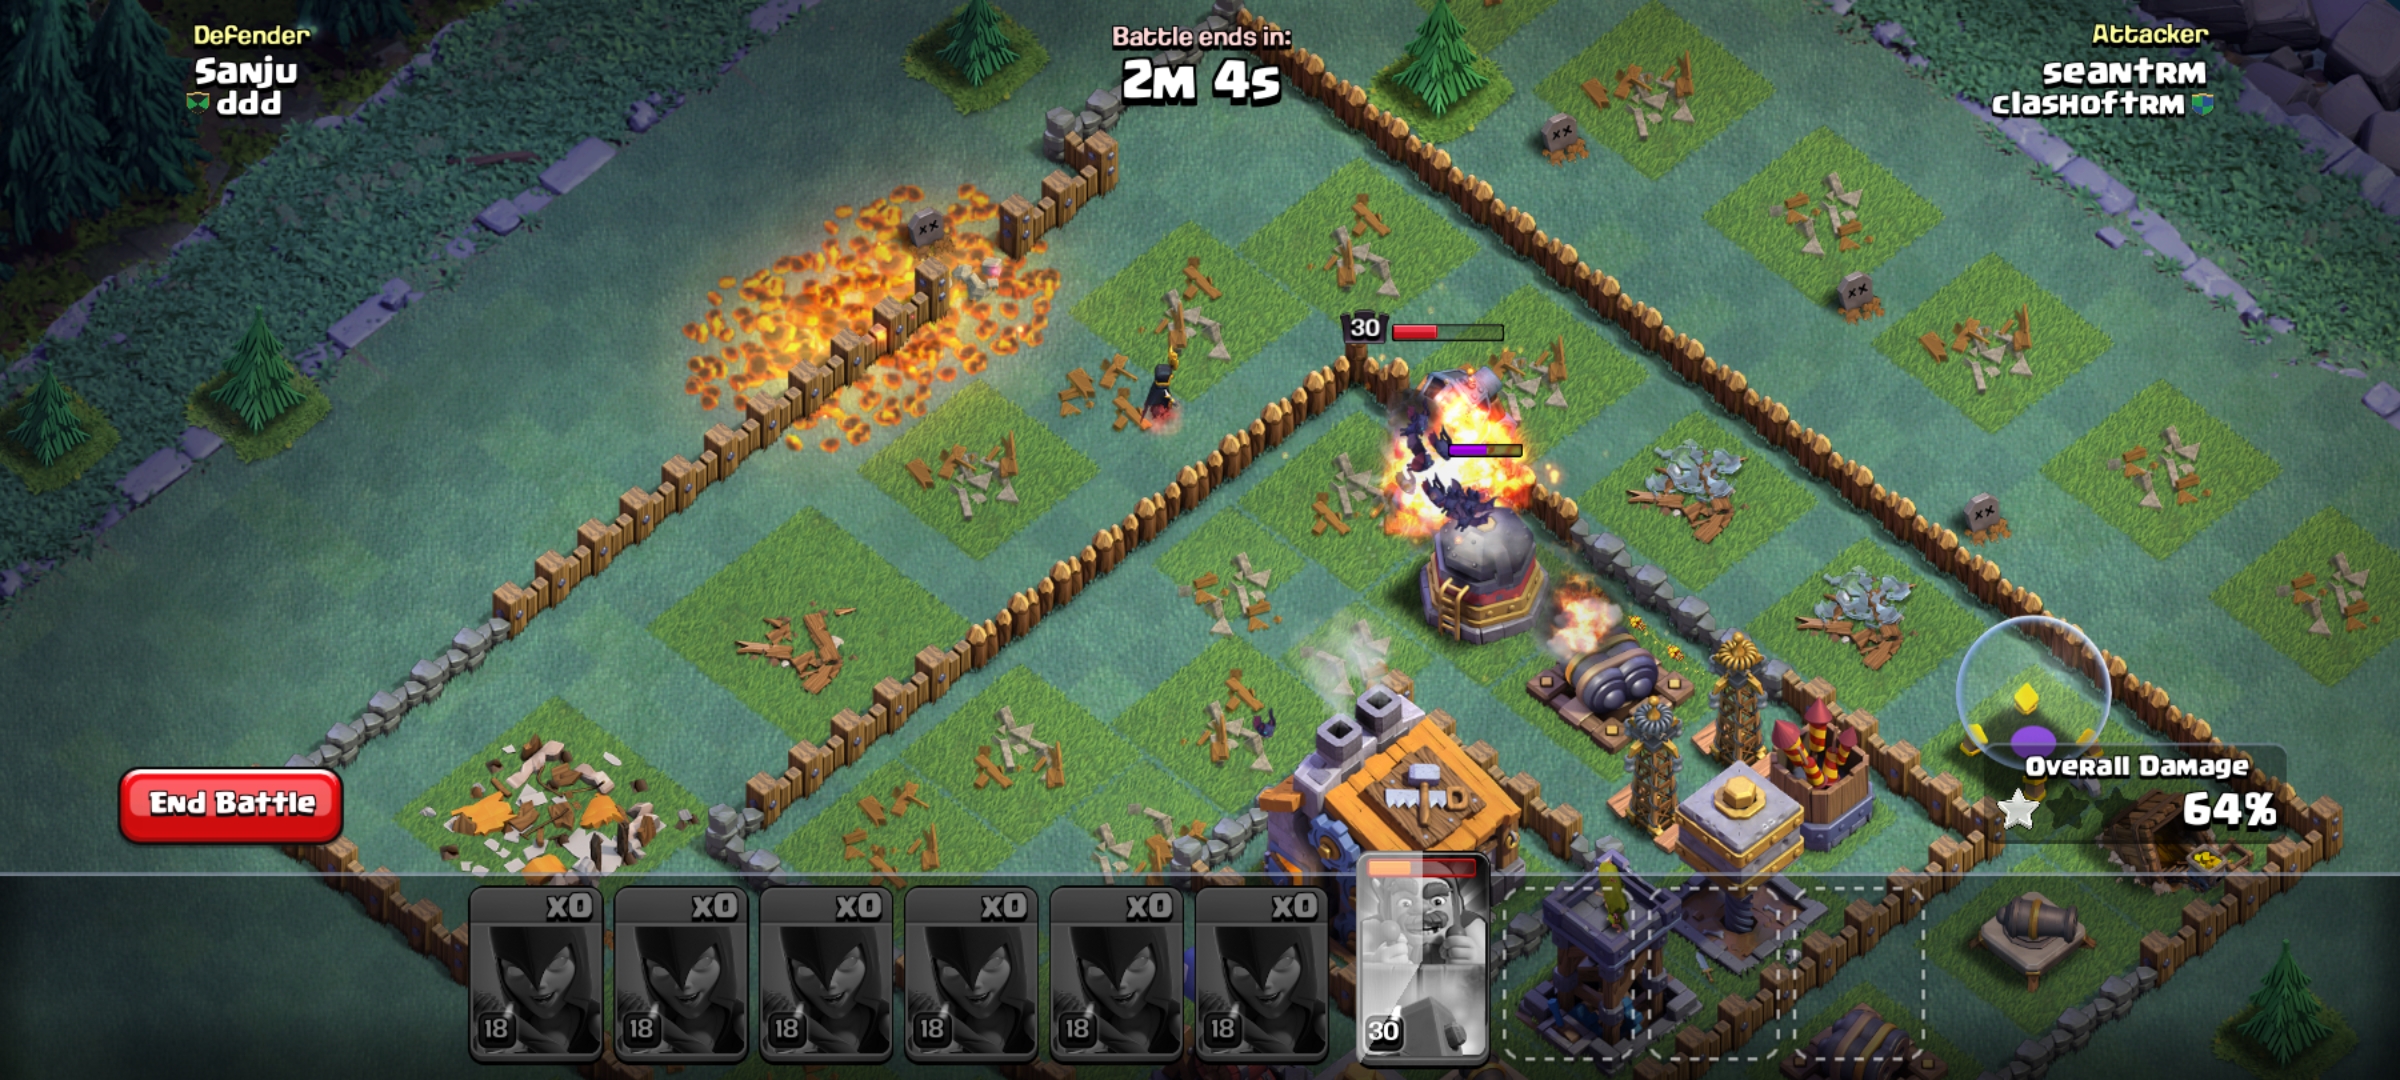 Defender
Sanju
ddd
Battle ends in:
2M 4S
Attacker
seantRM
clashoftRM
30
End Battle
Overall Damage
64%
x0
x0
x0
x0
x0
x0
18
18
18
18
18
18
30